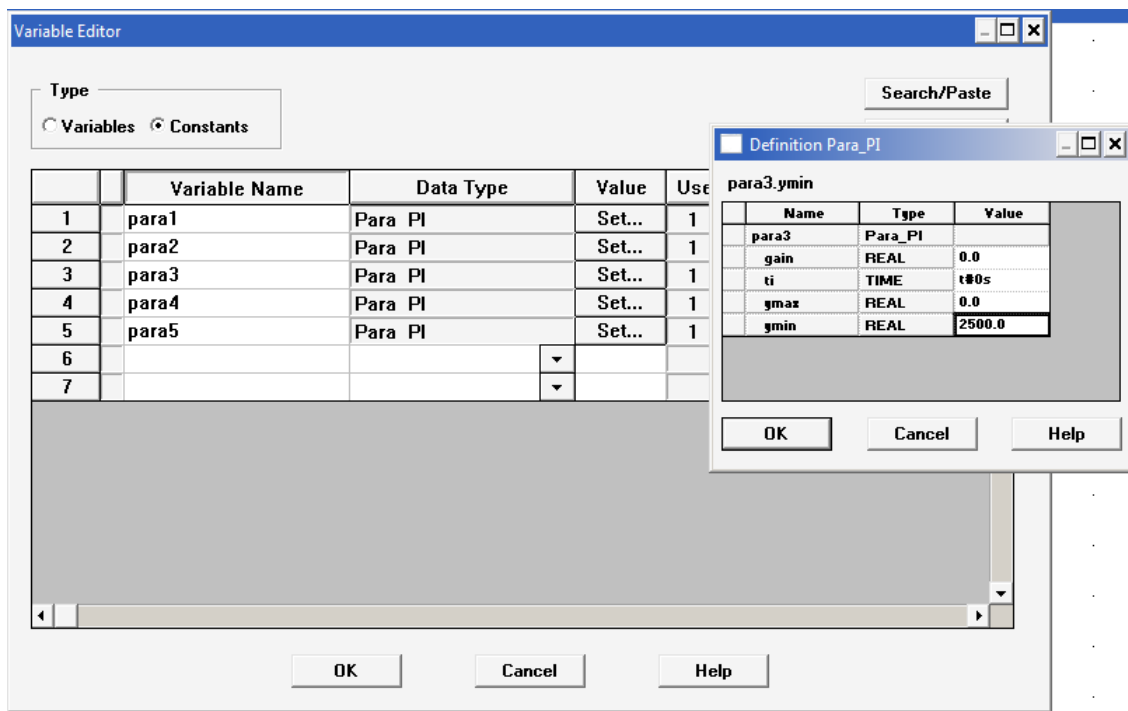 Variable Editor
Type
Variables Constants
Search/Paste
Variable Name Data Type Value Use
1 para1 Para_PI Set... 1
2 para2 Para_PI Set... 1
3 para3 Para_PI Set... 1
4 para4 Para_PI Set... 1
5 para5 Para_PI Set... 1
6
7
OK Cancel Help
Definition Para_PI
para3.ymin
Name Type Value
para3 Para_PI
gain REAL 0.0
ti TIME t#0s
ymax REAL 0.0
ymin REAL 2500.0
OK Cancel Help